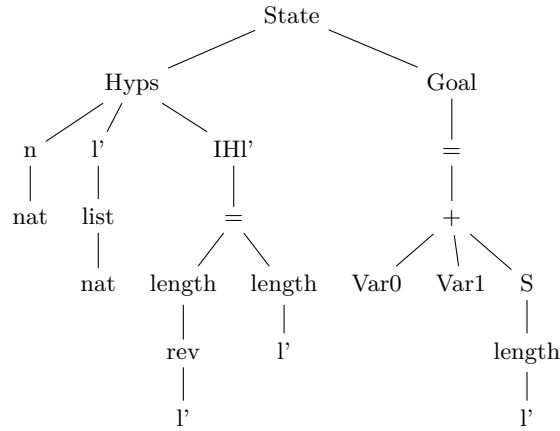 State
Hyps Goal
n l' IHl' =
nat list = +
nat length length Var0 Var1 S
rev l' length
l' l'